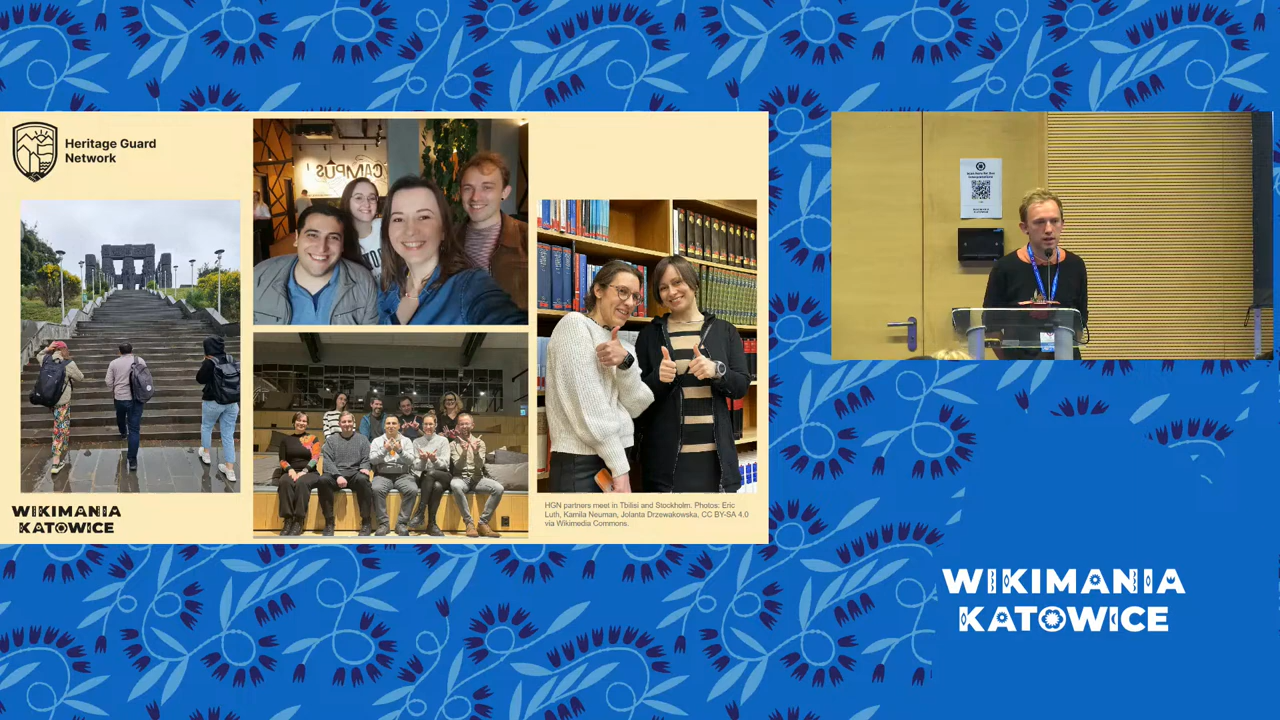 Heritage Guard
Network
CAMPUS
WIKIMANIA
KATOWICE
HGN partners meet in Tbilisi and Stockholm. Photos: Eric
Luth, Kamila Neuman, Jolanta Drzewakowska, CC BY-SA 4.0
via Wikimedia Commons.
WIKIMANIA
KATOWICE